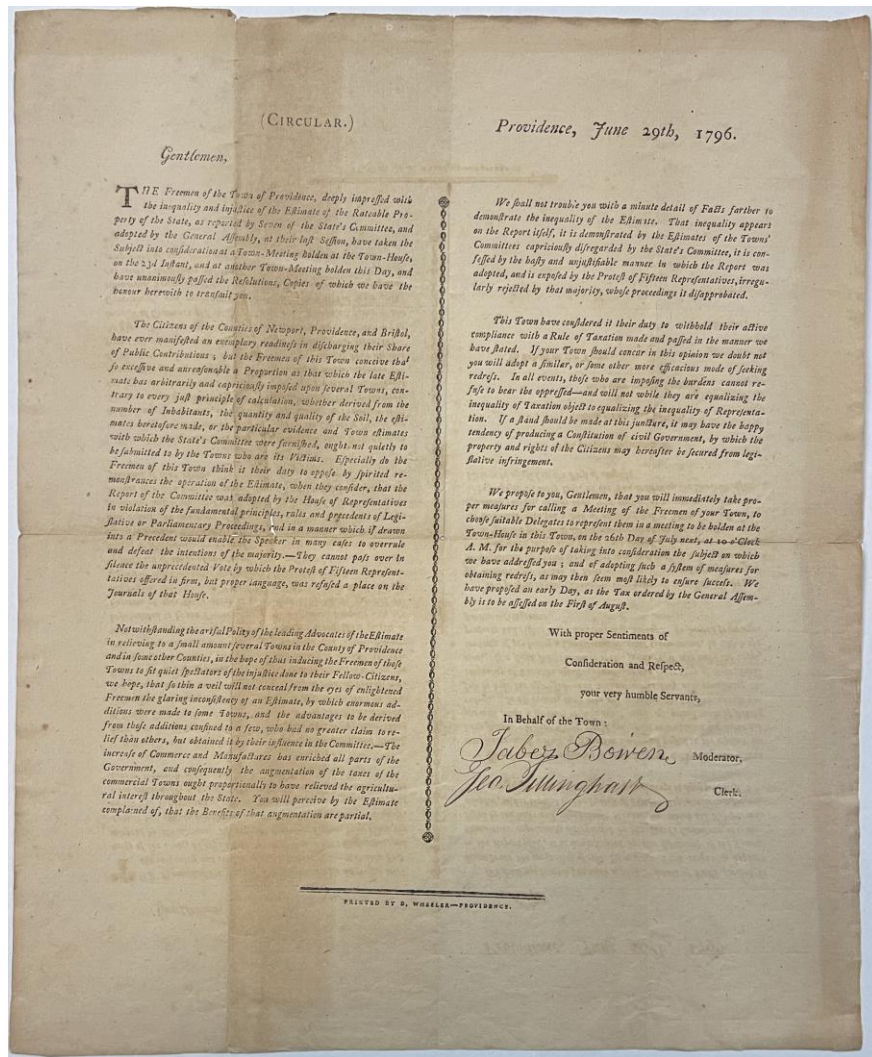 (CIRCULAR.)
Providence, June 29th, 1796.
Gentlemen,
THE Freemen of the Town of Providence, deeply impreſſed with
the inequality and injuſtice of the Eſtimate of the Rateable Pro-
perty of the State, as reported by Seven of the State's Committee, and
adopted by the General Aſſembly, at their laſt Seſſion, have taken the
Subject into conſideration at a Town-Meeting holden at the Town-Houſe,
on the 23d Inſtant, and at another Town-Meeting holden this Day, and
have unanimouſly paſſed the Reſolutions, Copies of which we have the
honour herewith to tranſmit you.
The Citizens of the Counties of Newport, Providence, and Briſtol,
have ever manifeſted an exemplary readineſs in diſcharging their Share
of Public Contributions; but the Freemen of this Town conceive that
ſo exceſſive and unreaſonable a Proportion as that which the late Eſti-
mate has arbitrarily and capriciouſly impoſed upon ſeveral Towns, con-
trary to every juſt principle of calculation, whether derived from the
number of Inhabitants, the quantity and quality of the Soil, the eſti-
mates heretofore made, or the particular evidence and Town eſtimates
with which the State's Committee were furniſhed, ought not quietly to
be ſubmitted to by the Towns who are its Victims. Eſpecially do the
Freemen of this Town think it their duty to oppoſe by ſpirited re-
monſtrances the operation of the Eſtimate, when they conſider, that the
Report of the Committee was adopted by the Houſe of Repreſentatives
in violation of the fundamental principles, rules and precedents of Legi-
ſlative or Parliamentary Proceedings, and in a manner which if drawn
into a Precedent would enable the Speaker in many caſes to overrule
and defeat the intentions of the majority.—They cannot paſs over in
ſilence the unprecedented Vote by which the Proteſt of Fifteen Repreſent-
tatives offered in firm, but proper language, was refuſed a place on the
Journals of that Houſe.
Notwithſtanding the artful Polity of the leading Advocates of the Eſtimate
in relieving to a ſmall amount ſeveral Towns in the County of Providence
and in ſome other Counties, in the hope of thus inducing the Freemen of thoſe
Towns to ſit quiet ſpectators of the injuſtice done to their Fellow-Citizens,
we hope, that ſo thin a veil will not conceal from the eyes of enlightened
Freemen the glaring inconſiſtency of an Eſtimate, by which enormous ad-
ditions were made to ſome Towns, and the advantages to be derived
from thoſe additions confined to a few, who had no greater claim to re-
lief than others, but obtained it by their influence in the Committee.—The
increaſe of Commerce and Manufactures has enriched all parts of the
Government, and conſequently the augmentation of the taxes of the
commercial Towns ought proportionally to have relieved the agricultu-
ral intereſt throughout the State. You will perceive by the Eſtimate
complained of, that the Benefits of that augmentation are partial.
We ſhall not trouble you with a minute detail of Facts farther to
demonſtrate the inequality of the Eſtimate. That inequality appears
on the Report itſelf, it is demonſtrated by the Eſtimates of the Towns'
Committees capriciouſly diſregarded by the State's Committee, it is con-
feſſed by the haſty and unjuſtifiable manner in which the Report was
adopted, and is expoſed by the Proteſt of Fifteen Repreſentatives, irregu-
larly rejected by that majority, whoſe proceedings it diſapprobated.
This Town have conſidered it their duty to withhold their active
compliance with a Rule of Taxation made and paſſed in the manner we
have ſtated. If your Town ſhould concur in this opinion we doubt not
you will adopt a ſimilar, or ſome other more efficacious mode of ſeeking
redreſs. In all events, thoſe who are impoſing the burdens cannot re-
fuſe to hear the oppreſſed—and will not while they are equalizing the
inequality of Taxation object to equalizing the inequality of Repreſenta-
tion. If a ſtand ſhould be made at this juncture, it may have the happy
tendency of producing a Conſtitution of civil Government, by which the
property and rights of the Citizens may hereafter be ſecured from legi-
ſlative infringement.
We propoſe to you, Gentlemen, that you will immediately take pro-
per meaſures for calling a Meeting of the Freemen of your Town, to
chooſe ſuitable Delegates to repreſent them in a meeting to be holden at the
Town-Houſe in this Town, on the 26th Day of July next, at 10 o'Clock
A. M. for the purpoſe of taking into conſideration the ſubject on which
we have addreſſed you; and of adopting ſuch a ſyſtem of meaſures for
obtaining redreſs, as may then ſeem moſt likely to enſure ſucceſs. We
have propoſed an early Day, as the Tax ordered by the General Aſſem-
bly is to be aſſeſſed on the Firſt of Auguſt.
With proper Sentiments of
Conſideration and Reſpect,
your very humble Servants,
In Behalf of the Town:
Jabez Bowen, Moderator.
Geo. Tillinghast Clerk.
PRINTED BY B. WHEELER—PROVIDENCE.